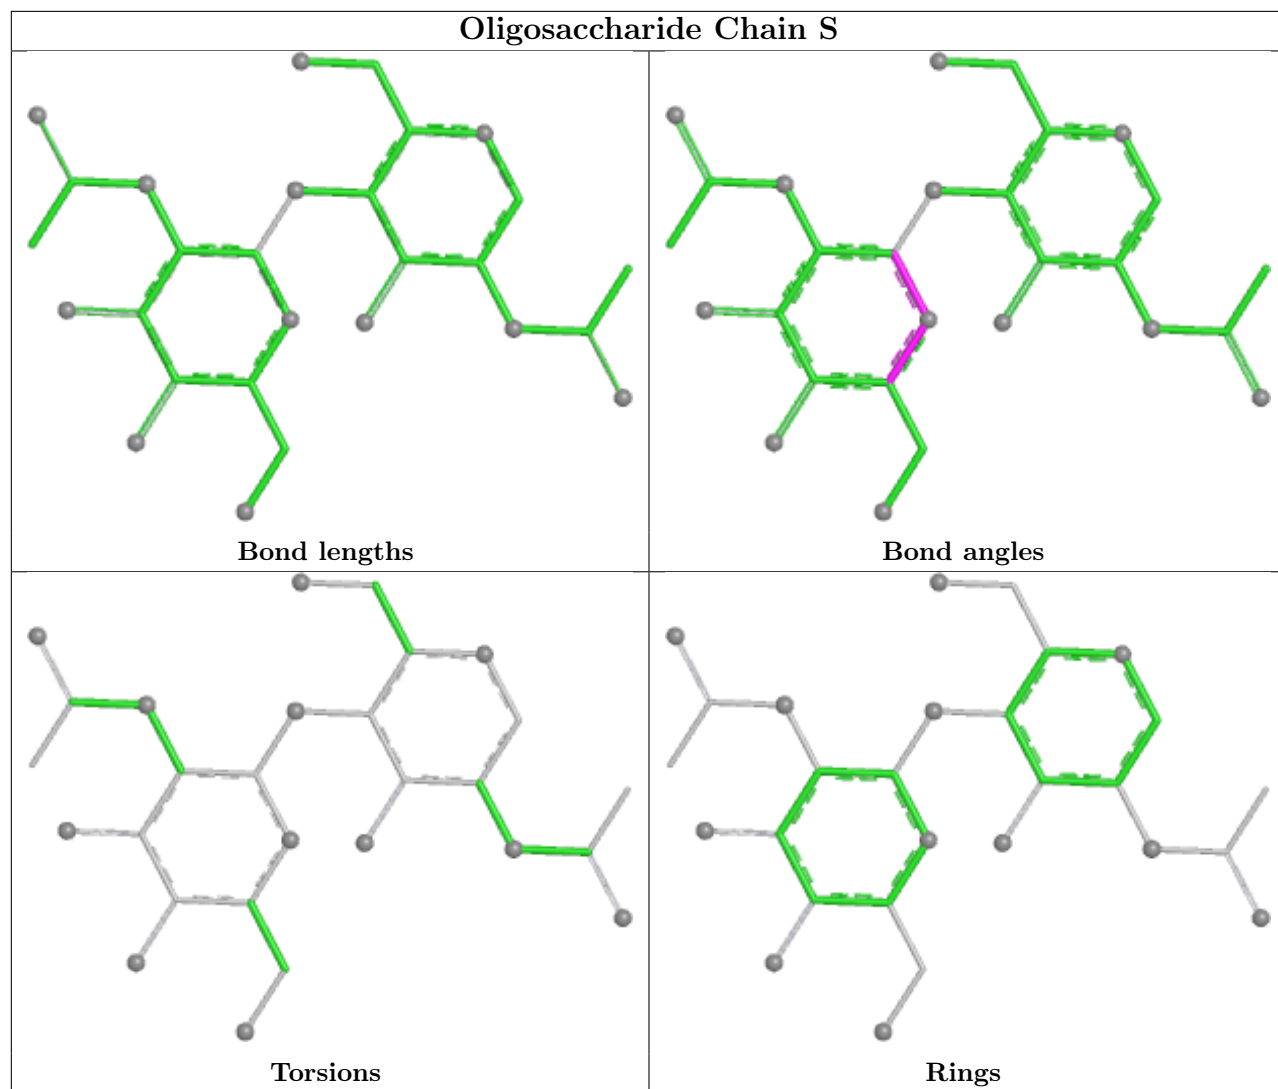 Oligosaccharide Chain S
Bond lengths
Bond angles
Torsions
Rings